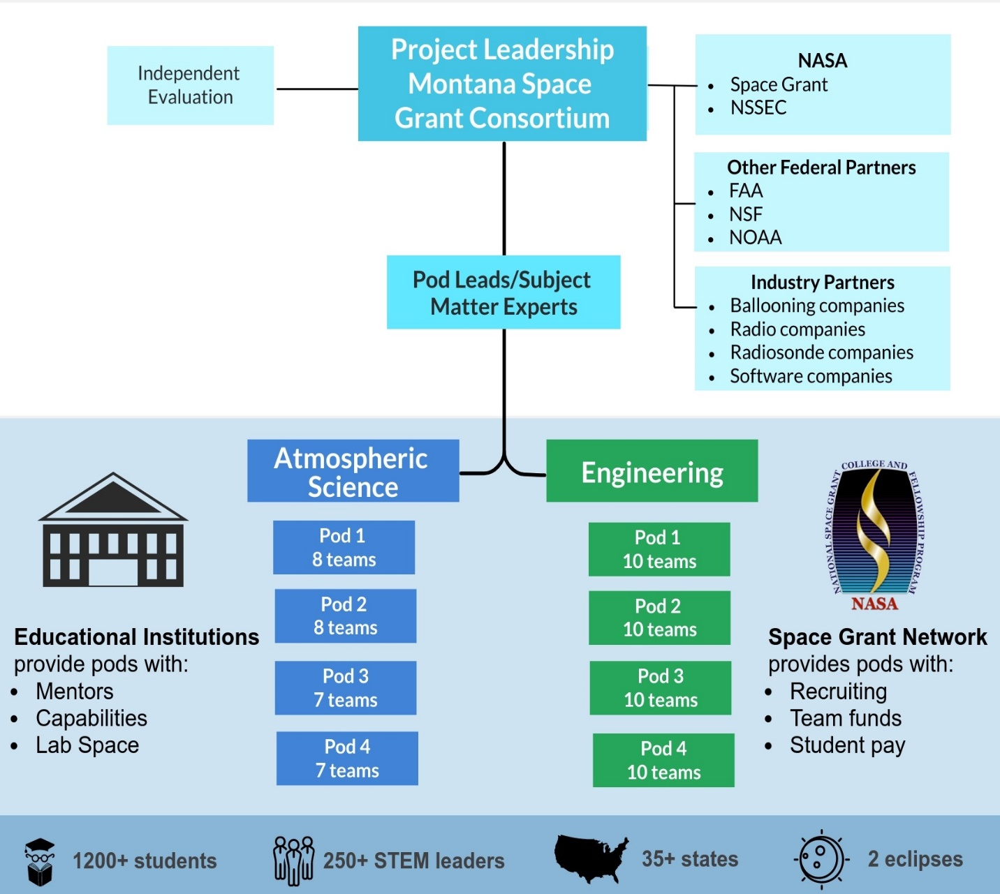 Independent
Evaluation
Project Leadership
Montana Space
Grant Consortium
NASA
• Space Grant
• NSSEC
Other Federal Partners
• FAA
• NSF
• NOAA
Industry Partners
• Ballooning companies
• Radio companies
• Radiosonde companies
• Software companies
Pod Leads/Subject
Matter Experts
Atmospheric
Science
Pod 1
8 teams
Pod 2
8 teams
Pod 3
7 teams
Pod 4
7 teams
Engineering
Pod 1
10 teams
Pod 2
10 teams
Pod 3
10 teams
Pod 4
10 teams
Educational Institutions
provide pods with:
• Mentors
• Capabilities
• Lab Space
NATIONAL SPACE GRANT COLLEGE AND FELLOWSHIP PROGRAM
NASA
Space Grant Network
provides pods with:
• Recruiting
• Team funds
• Student pay
1200+ students
250+ STEM leaders
35+ states
2 eclipses